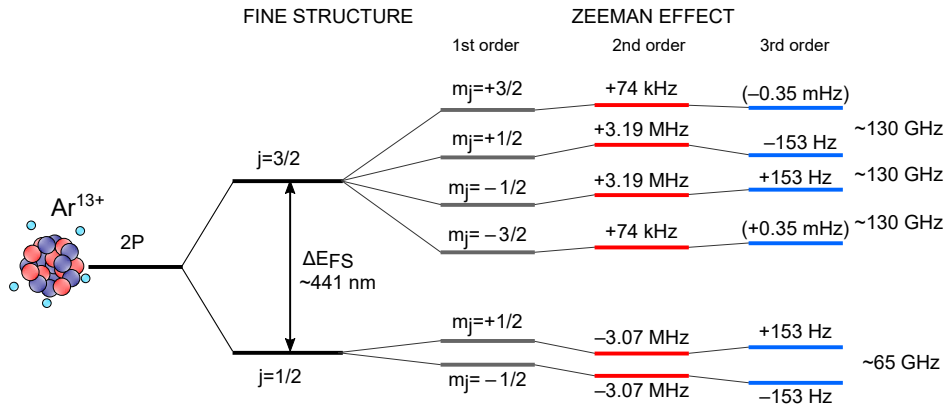 FINE STRUCTURE
ZEEMAN EFFECT
1st order
2nd order
3rd order
mj=+3/2
+74 kHz
(−0.35 mHz)
~130 GHz
mj=+1/2
+3.19 MHz
−153 Hz
j=3/2
~130 GHz
mj=−1/2
+3.19 MHz
+153 Hz
Ar13+
~130 GHz
2P
mj=−3/2
+74 kHz
(+0.35 mHz)
ΔEFS
~441 nm
mj=+1/2
−3.07 MHz
+153 Hz
~65 GHz
j=1/2
mj=−1/2
−3.07 MHz
−153 Hz